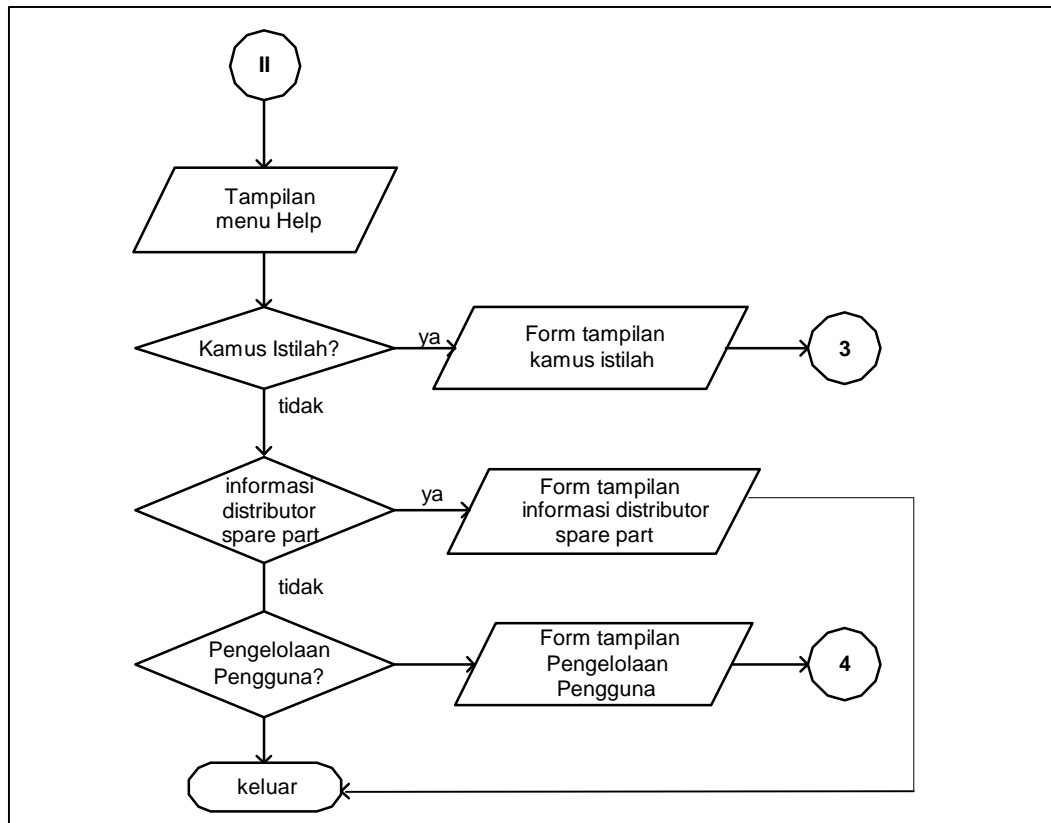 II
Tampilan
menu Help
Kamus Istilah?
ya
Form tampilan
kamus istilah
3
tidak
informasi
distributor
spare part
ya
Form tampilan
informasi distributor
spare part
tidak
Pengelolaan
Pengguna?
Form tampilan
Pengelolaan
Pengguna
4
keluar